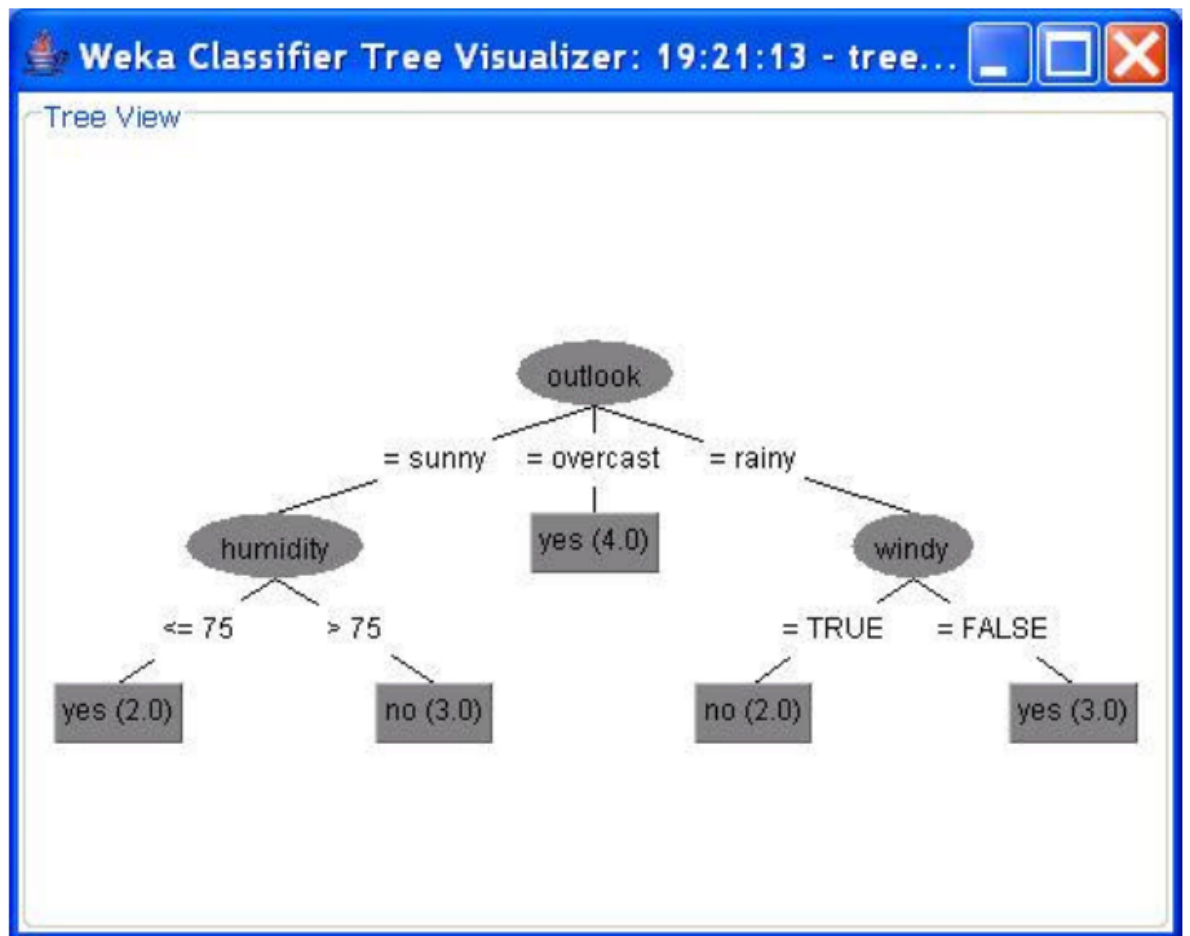 Weka Classifier Tree Visualizer: 19:21:13 - tree...
Tree View
outlook
= sunny = overcast = rainy
humidity yes (4.0) windy
<= 75 > 75 = TRUE = FALSE
yes (2.0) no (3.0) no (2.0) yes (3.0)